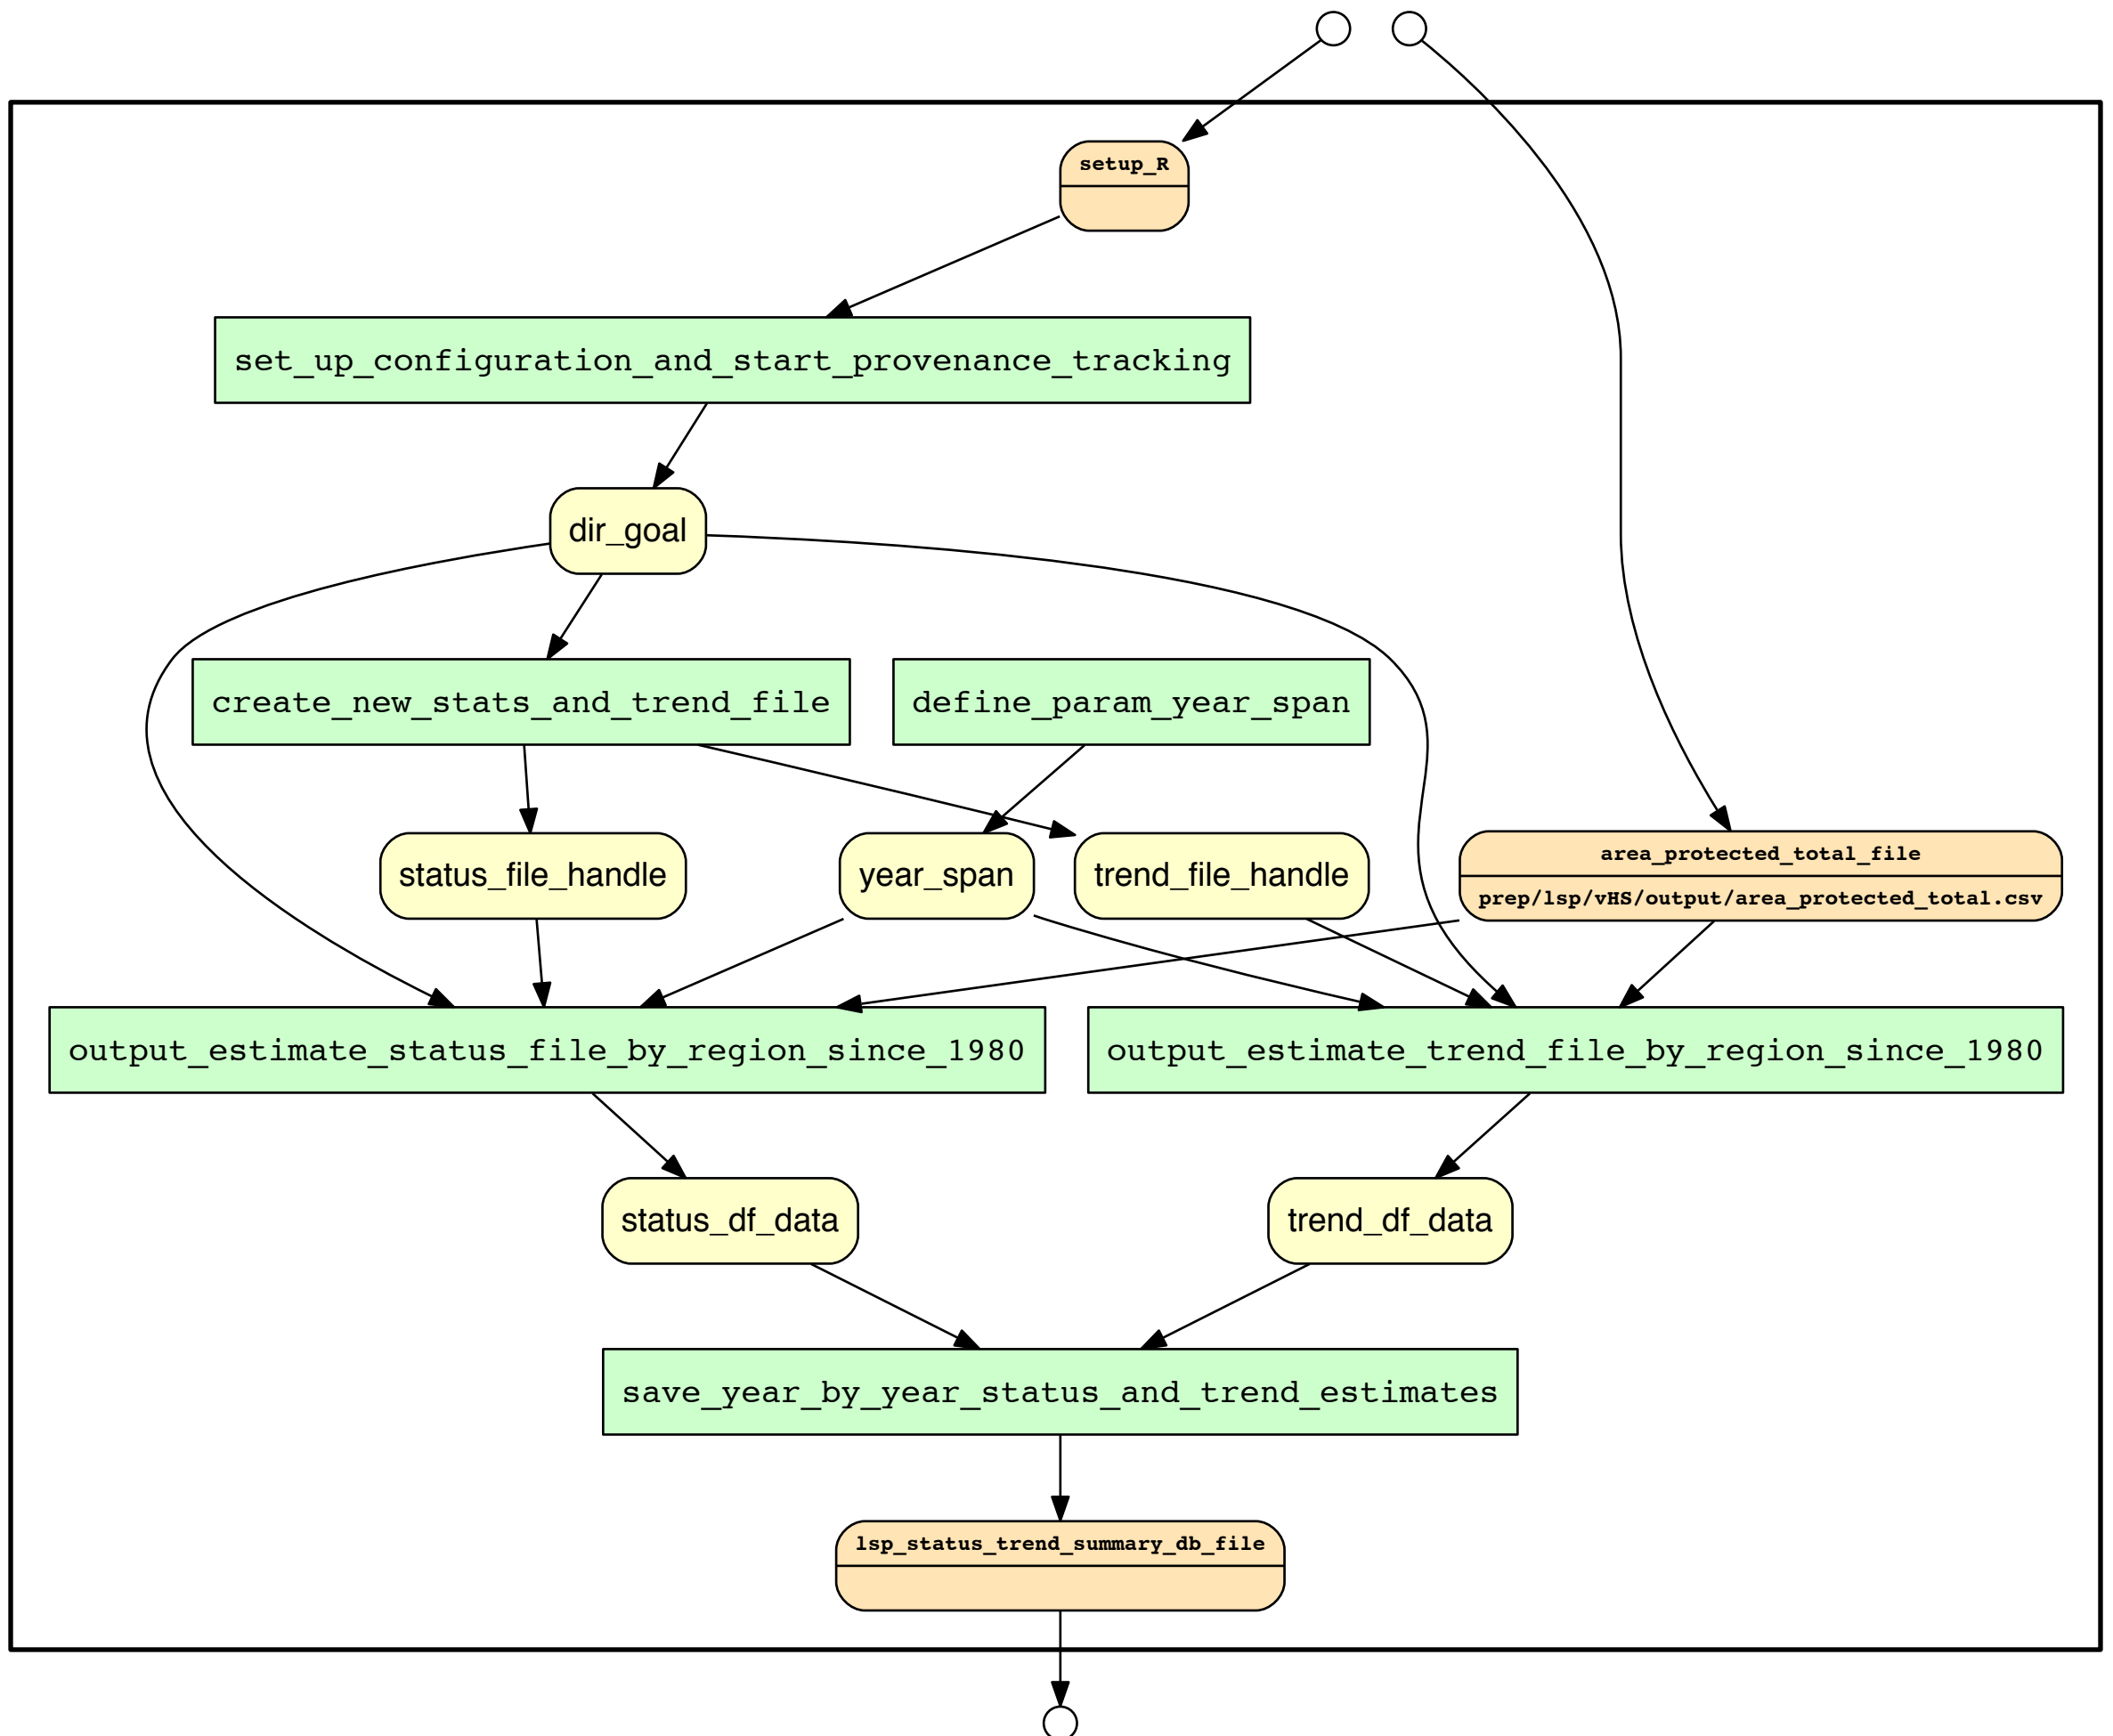 setup_R
set_up_configuration_and_start_provenance_tracking
dir_goal
create_new_stats_and_trend_file
define_param_year_span
status_file_handle
year_span
trend_file_handle
area_protected_total_file
prep/lsp/vHS/output/area_protected_total.csv
output_estimate_status_file_by_region_since_1980
output_estimate_trend_file_by_region_since_1980
status_df_data
trend_df_data
save_year_by_year_status_and_trend_estimates
lsp_status_trend_summary_db_file